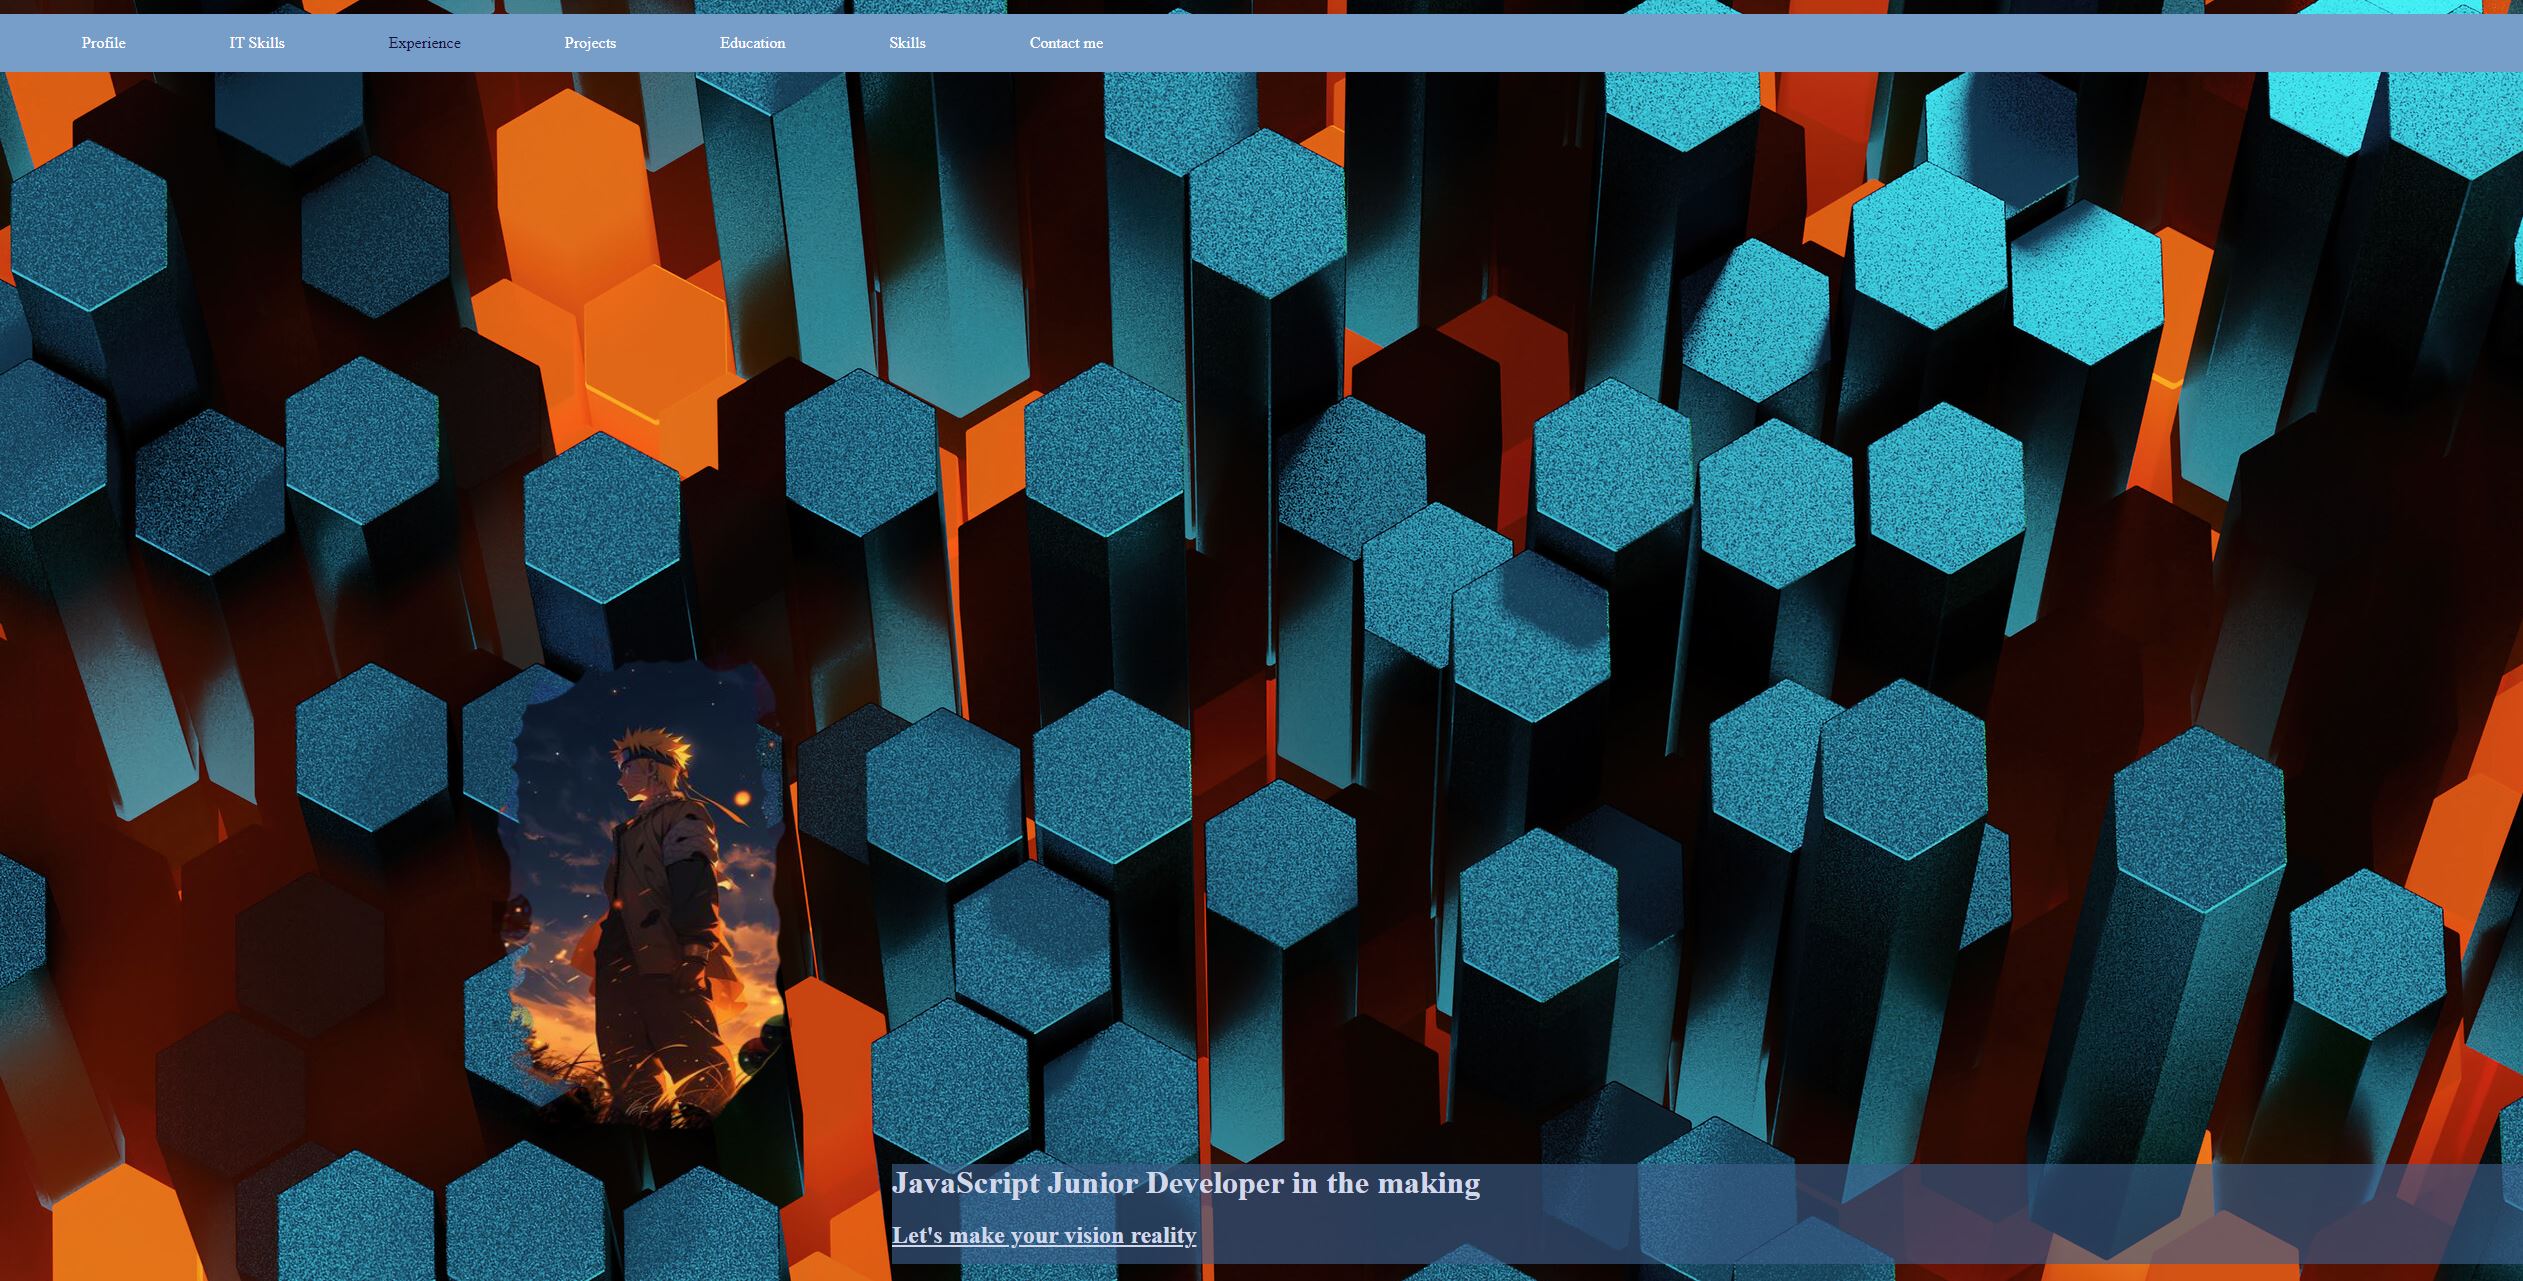 Profile IT Skills Experience Projects Education Skills Contact me
JavaScript Junior Developer in the making
Let's make your vision reality